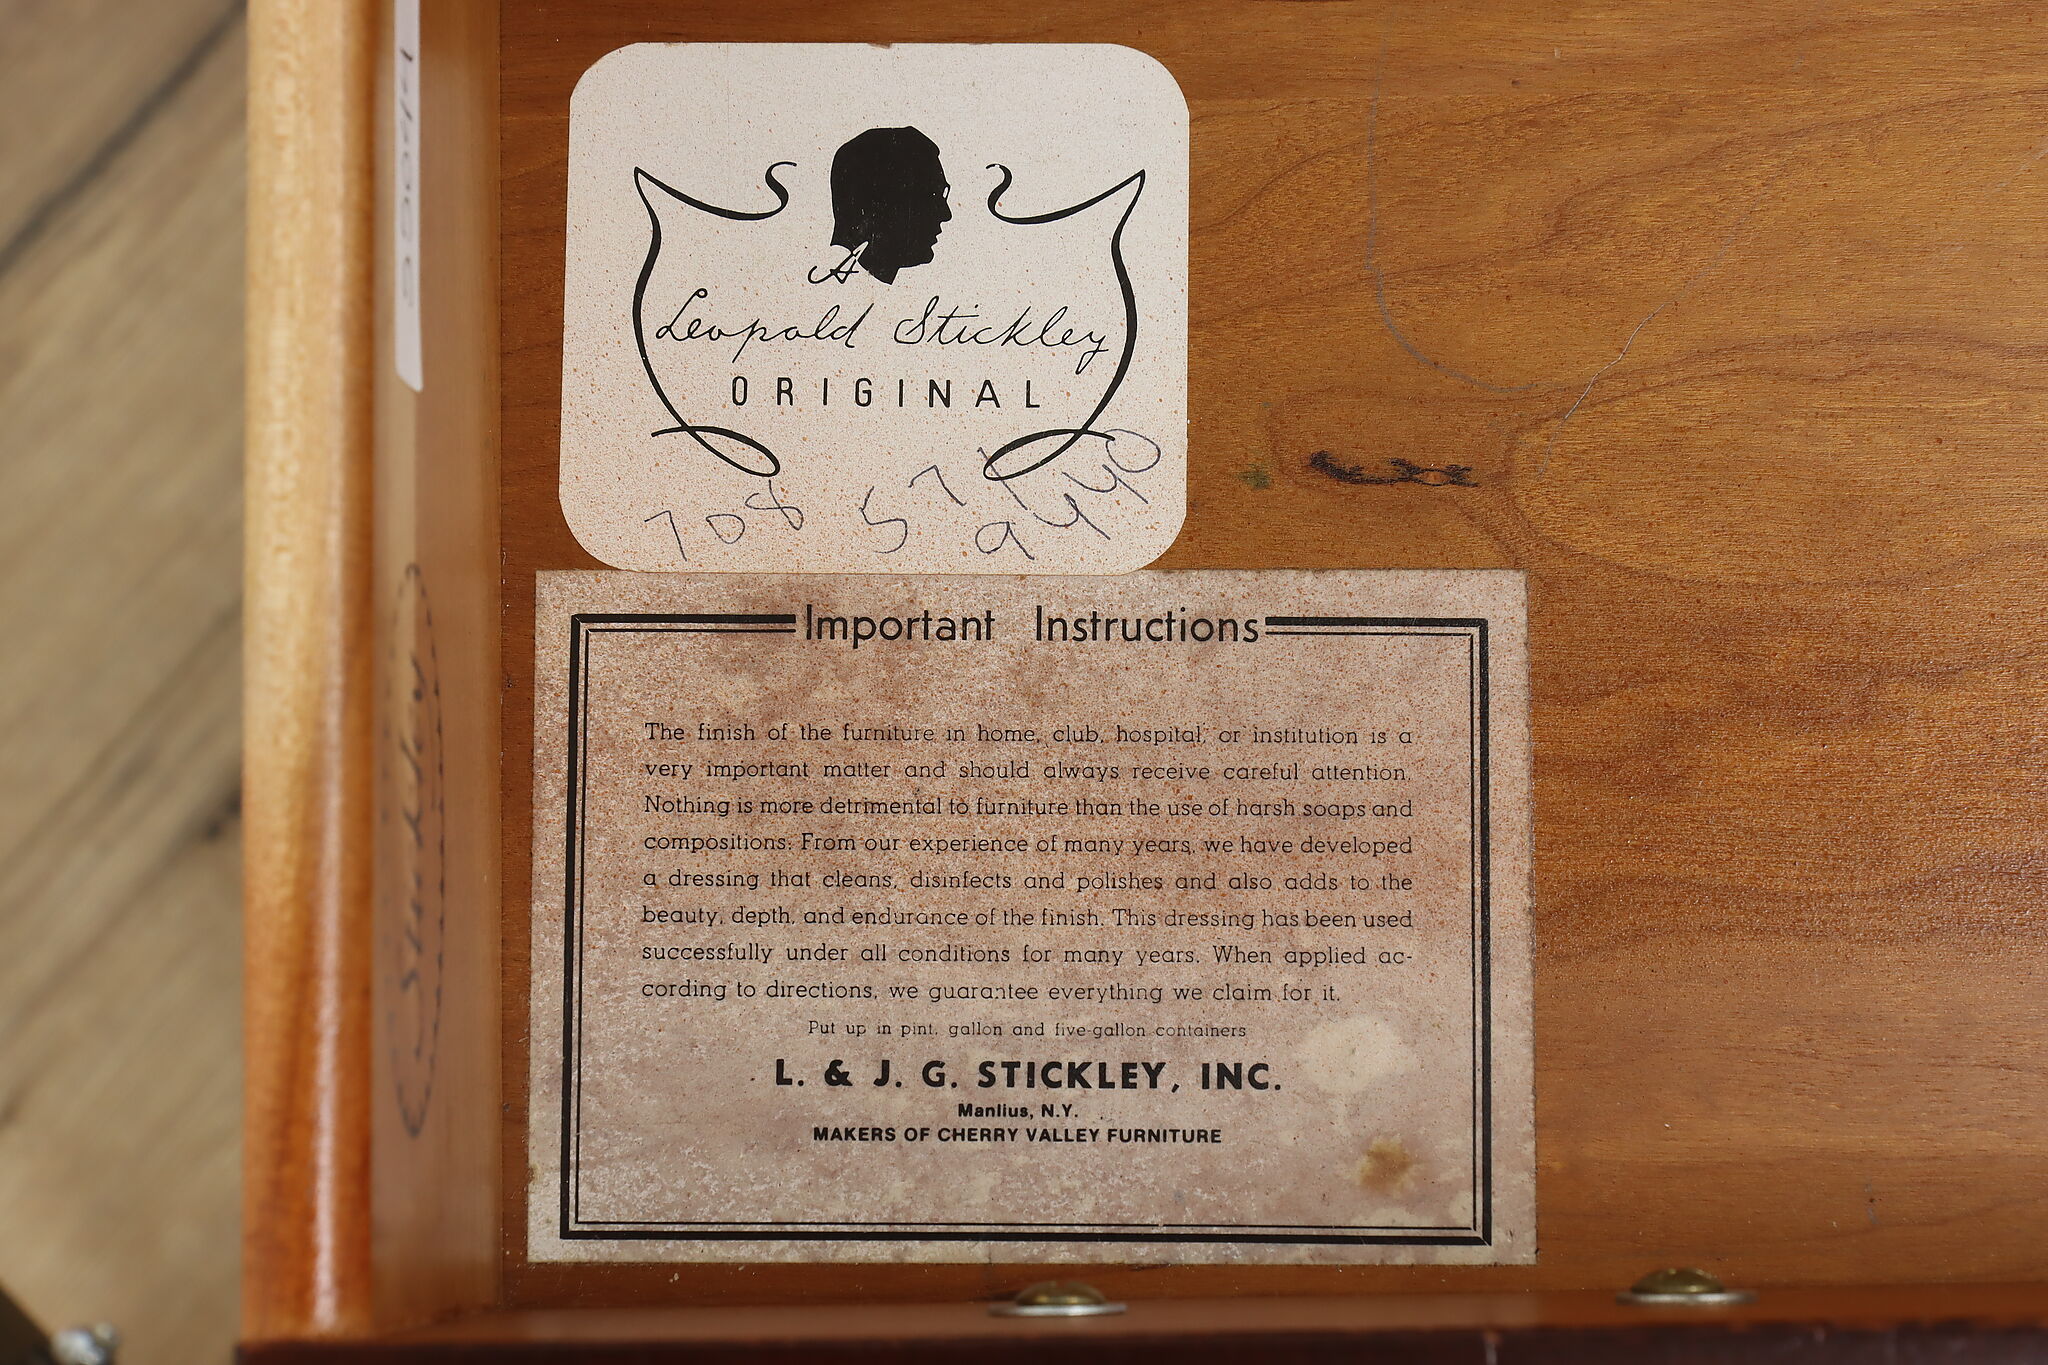 A
Leopold Stickley
ORIGINAL
708 571
9440
Important Instructions
The finish of the furniture in home, club, hospital, or institution is a
very important matter and should always receive careful attention.
Nothing is more detrimental to furniture than the use of harsh soaps and
compositions. From our experience of many years, we have developed
a dressing that cleans, disinfects and polishes and also adds to the
beauty, depth, and endurance of the finish. This dressing has been used
successfully under all conditions for many years. When applied ac-
cording to directions, we guarantee everything we claim for it.
Put up in pint, gallon and five-gallon containers
L. & J. G. STICKLEY, INC.
Manlius, N.Y.
MAKERS OF CHERRY VALLEY FURNITURE
Stickley